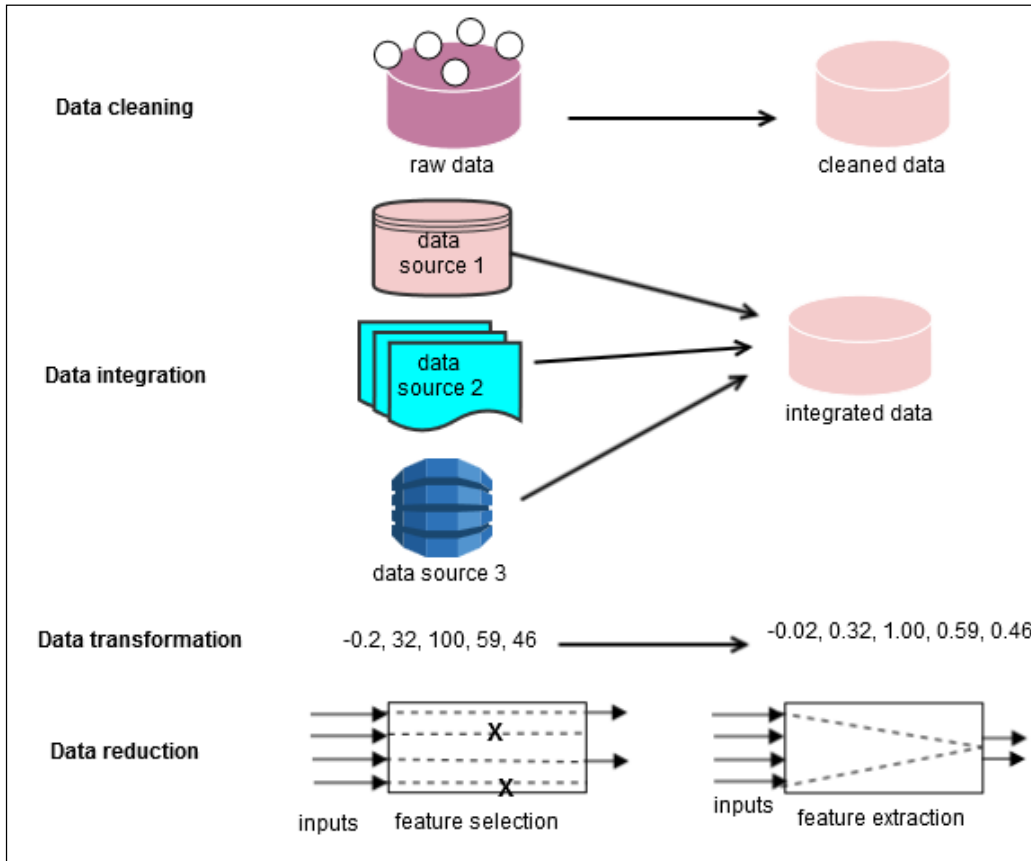 Data cleaning
raw data
cleaned data
data
source 1
Data integration
data
source 2
integrated data
data source 3
Data transformation
-0.2, 32, 100, 59, 46
-0.02, 0.32, 1.00, 0.59, 0.46
Data reduction
X
X
inputs
feature selection
inputs
feature extraction